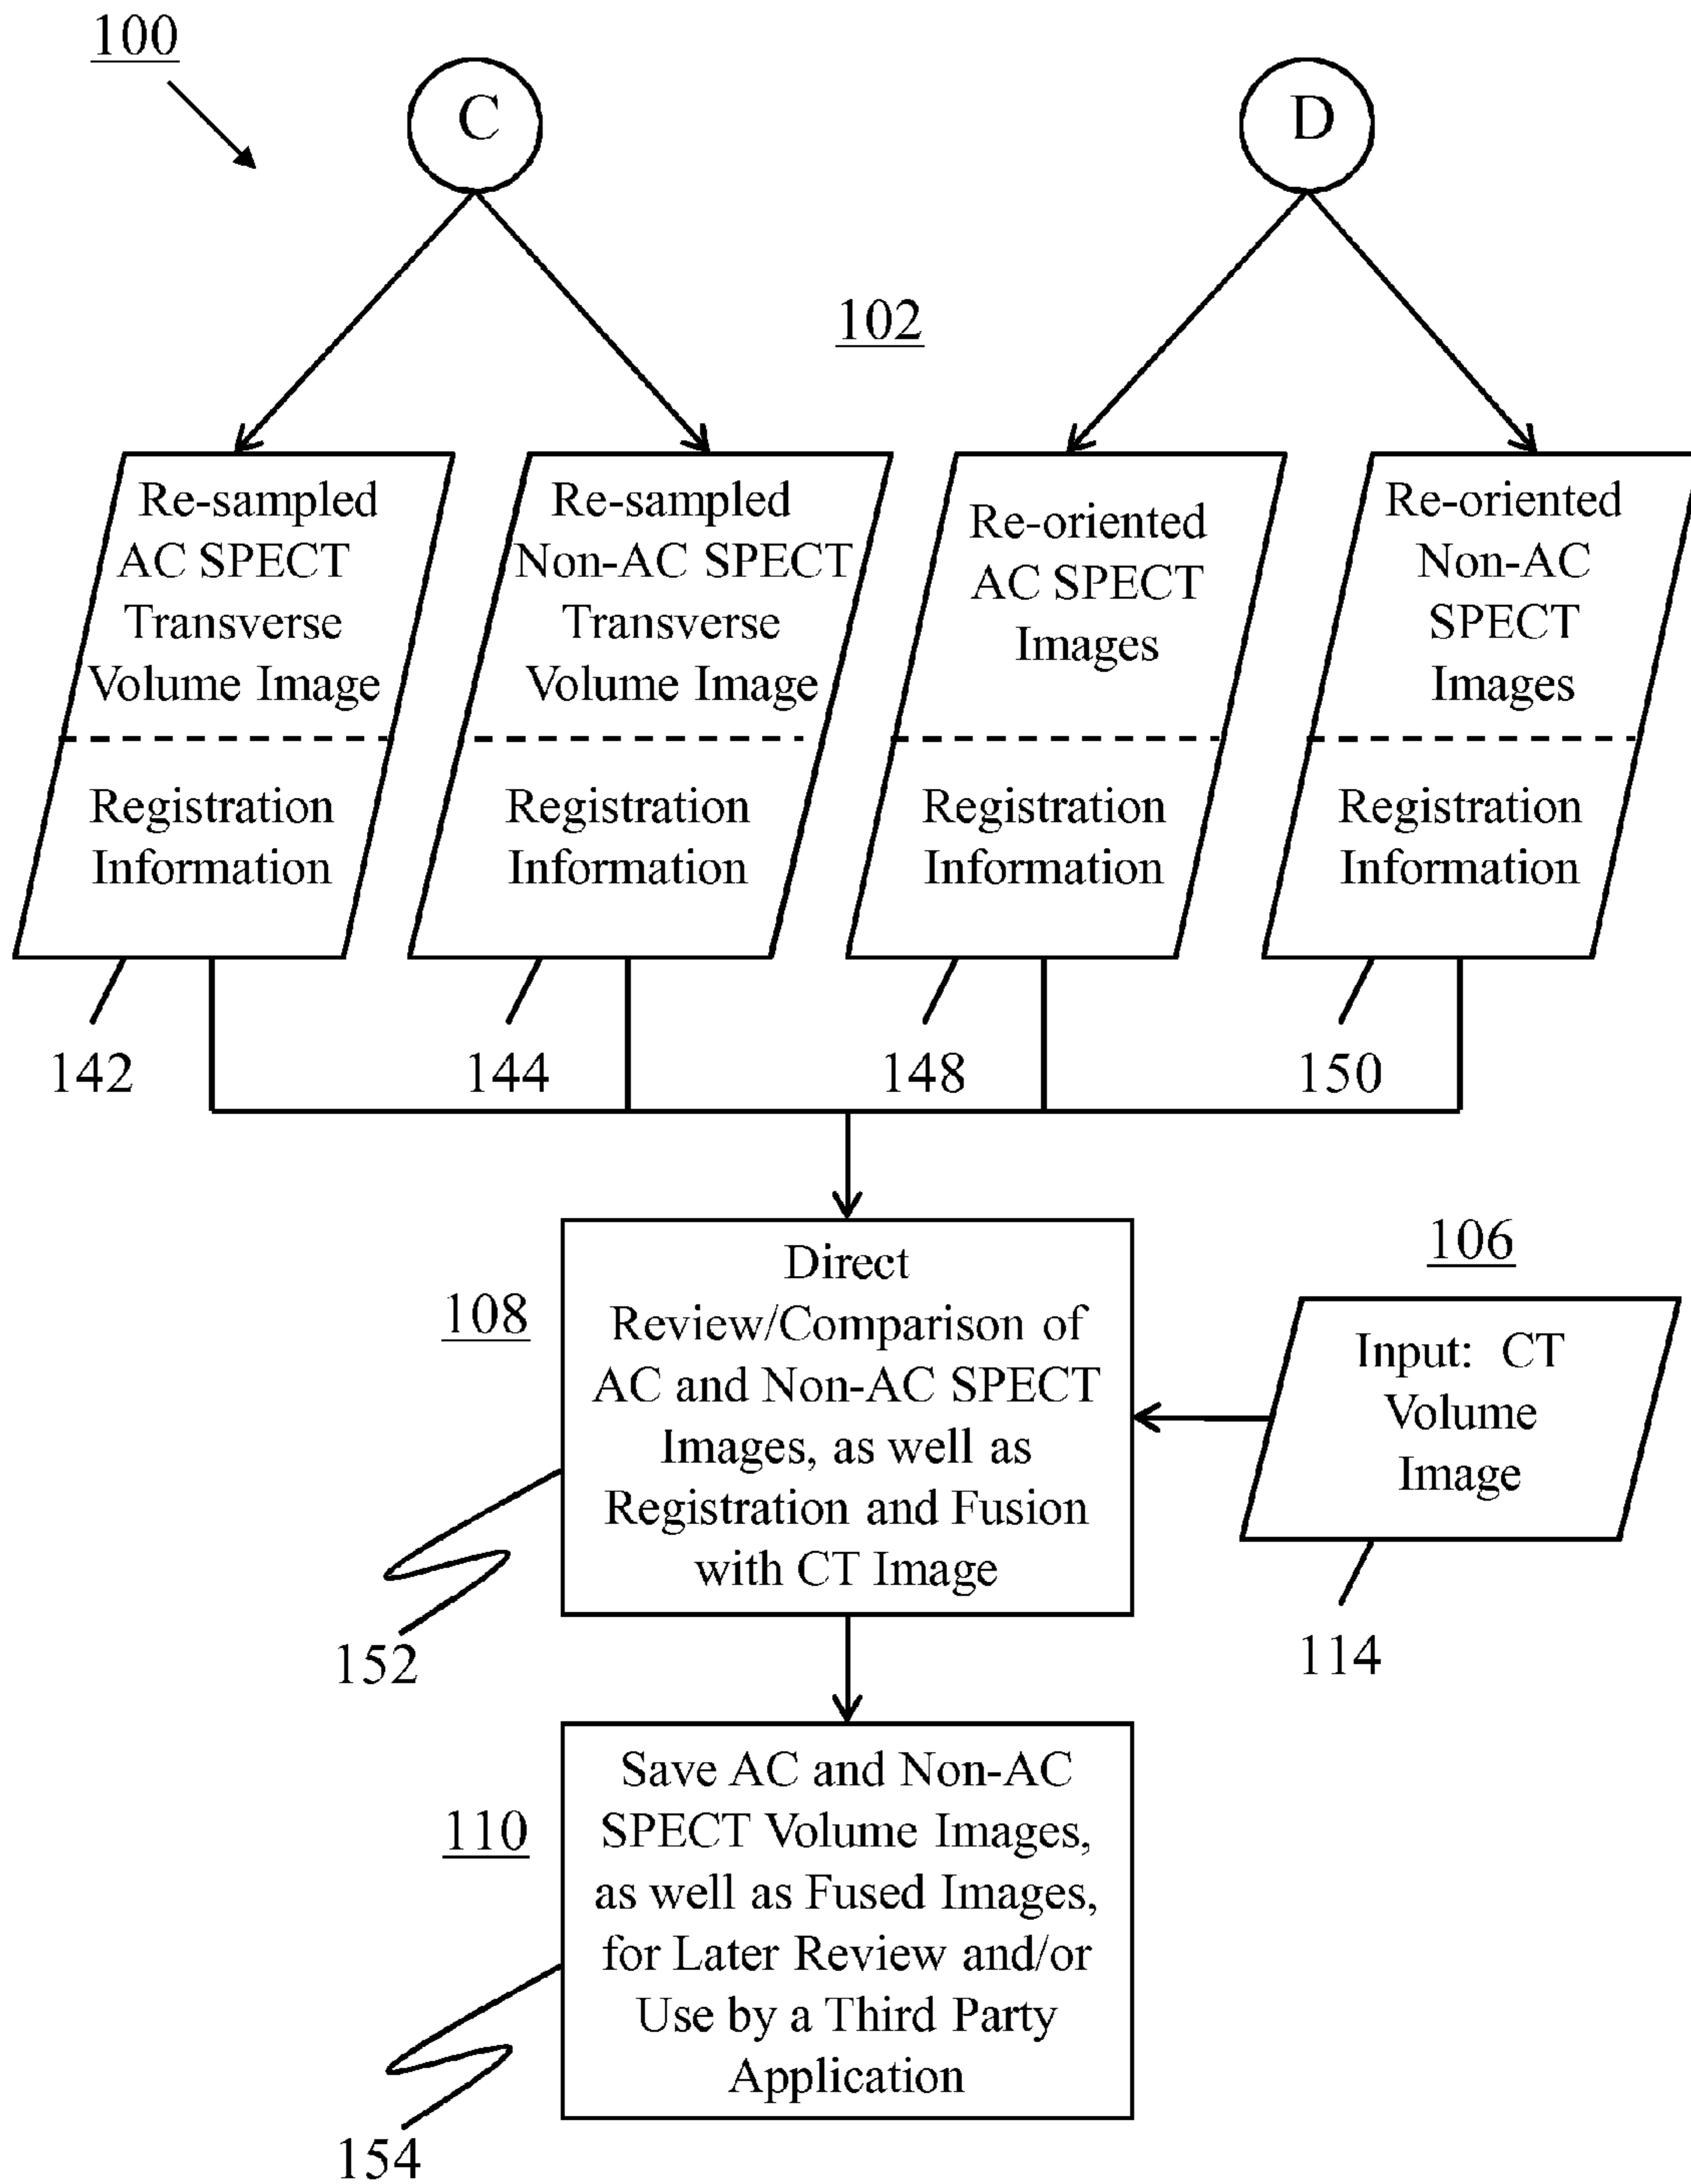 100
C
D
102
Re-sampled
AC SPECT
Transverse
Volume Image
Registration
Information
Re-sampled
Non-AC SPECT
Transverse
Volume Image
Registration
Information
Re-oriented
AC SPECT
Images
Registration
Information
Re-oriented
Non-AC
SPECT
Images
Registration
Information
142
144
148
150
108
Direct
Review/Comparison of
AC and Non-AC SPECT
Images, as well as
Registration and Fusion
with CT Image
152
106
Input: CT
Volume
Image
114
110
Save AC and Non-AC
SPECT Volume Images,
as well as Fused Images,
for Later Review and/or
Use by a Third Party
Application
154